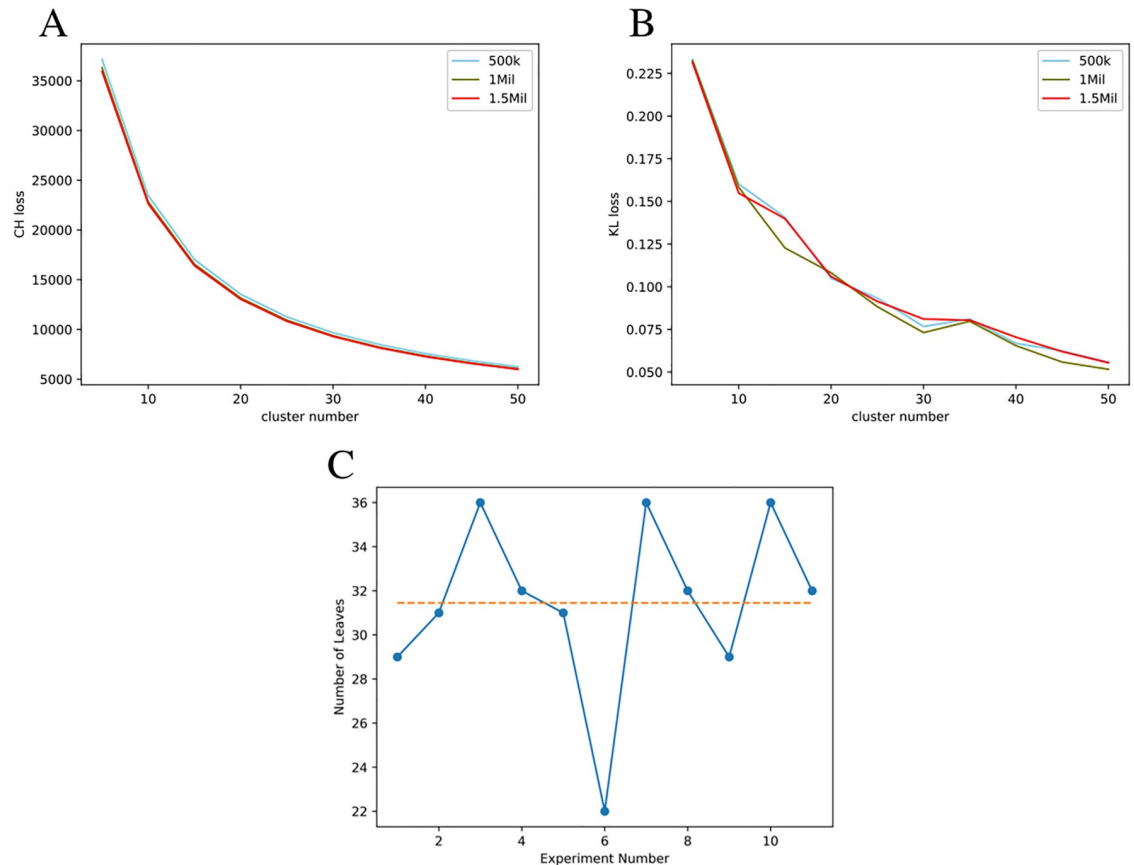 A
CH loss
35000
30000
25000
20000
15000
10000
5000
10 20 30 40 50
cluster number
500k
1Mil
1.5Mil
B
KL loss
0.225
0.200
0.175
0.150
0.125
0.100
0.075
0.050
10 20 30 40 50
cluster number
500k
1Mil
1.5Mil
C
Number of Leaves
36
34
32
30
28
26
24
22
2 4 6 8 10
Experiment Number